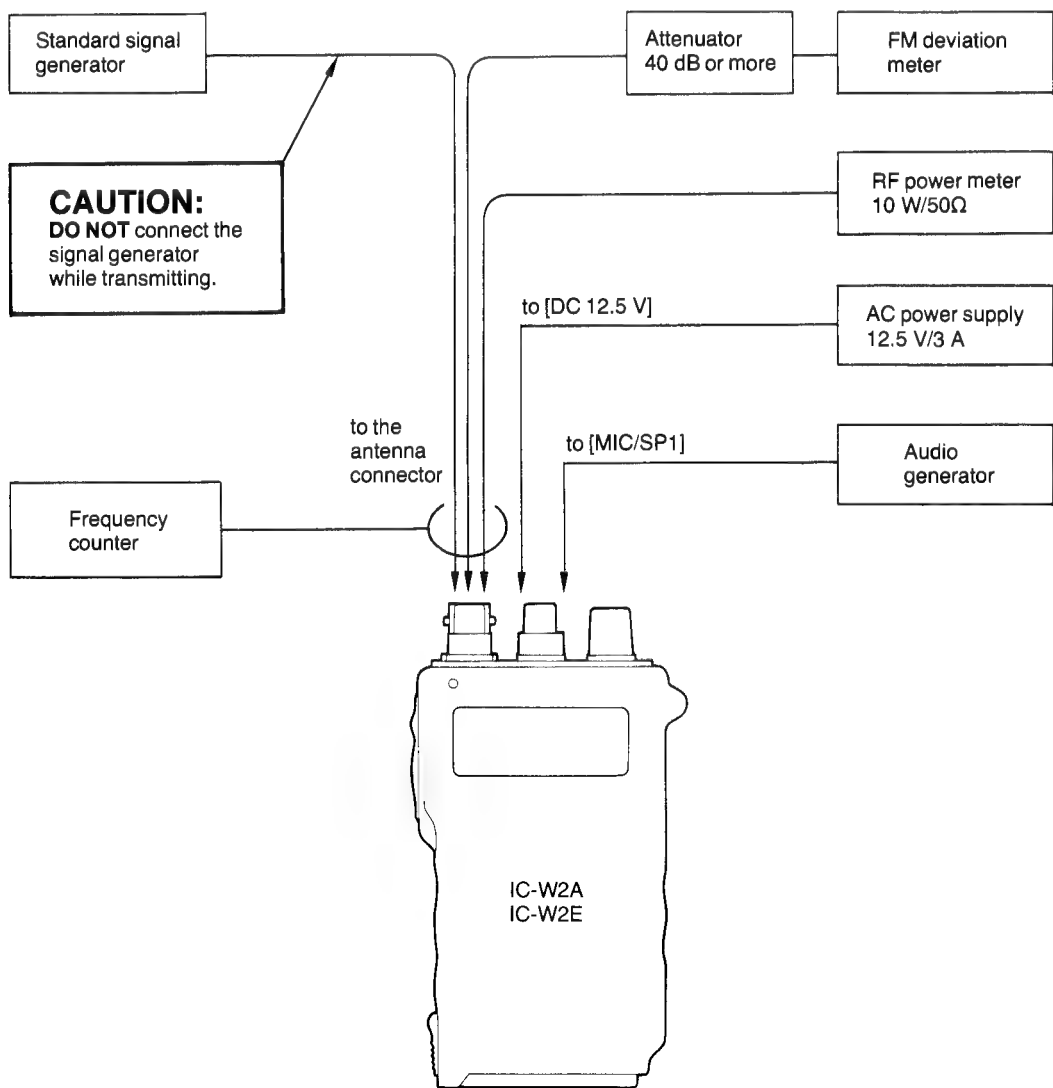 Standard signal
generator
Attenuator
40 dB or more
FM deviation
meter
CAUTION:
DO NOT connect the
signal generator
while transmitting.
RF power meter
10 W/50Ω
to [DC 12.5 V]
AC power supply
12.5 V/3 A
to the
antenna
connector
to [MIC/SP1]
Audio
generator
Frequency
counter
IC-W2A
IC-W2E